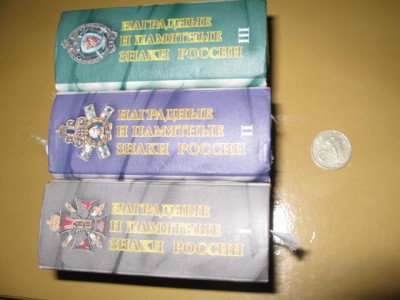 НАГРАДНЫЕ
И ПАМЯТНЫЕ
ЗНАКИ РОССИИ
III
НАГРАДНЫЕ
И ПАМЯТНЫЕ
ЗНАКИ РОССИИ
II
НАГРАДНЫЕ
И ПАМЯТНЫЕ
ЗНАКИ РОССИИ
I